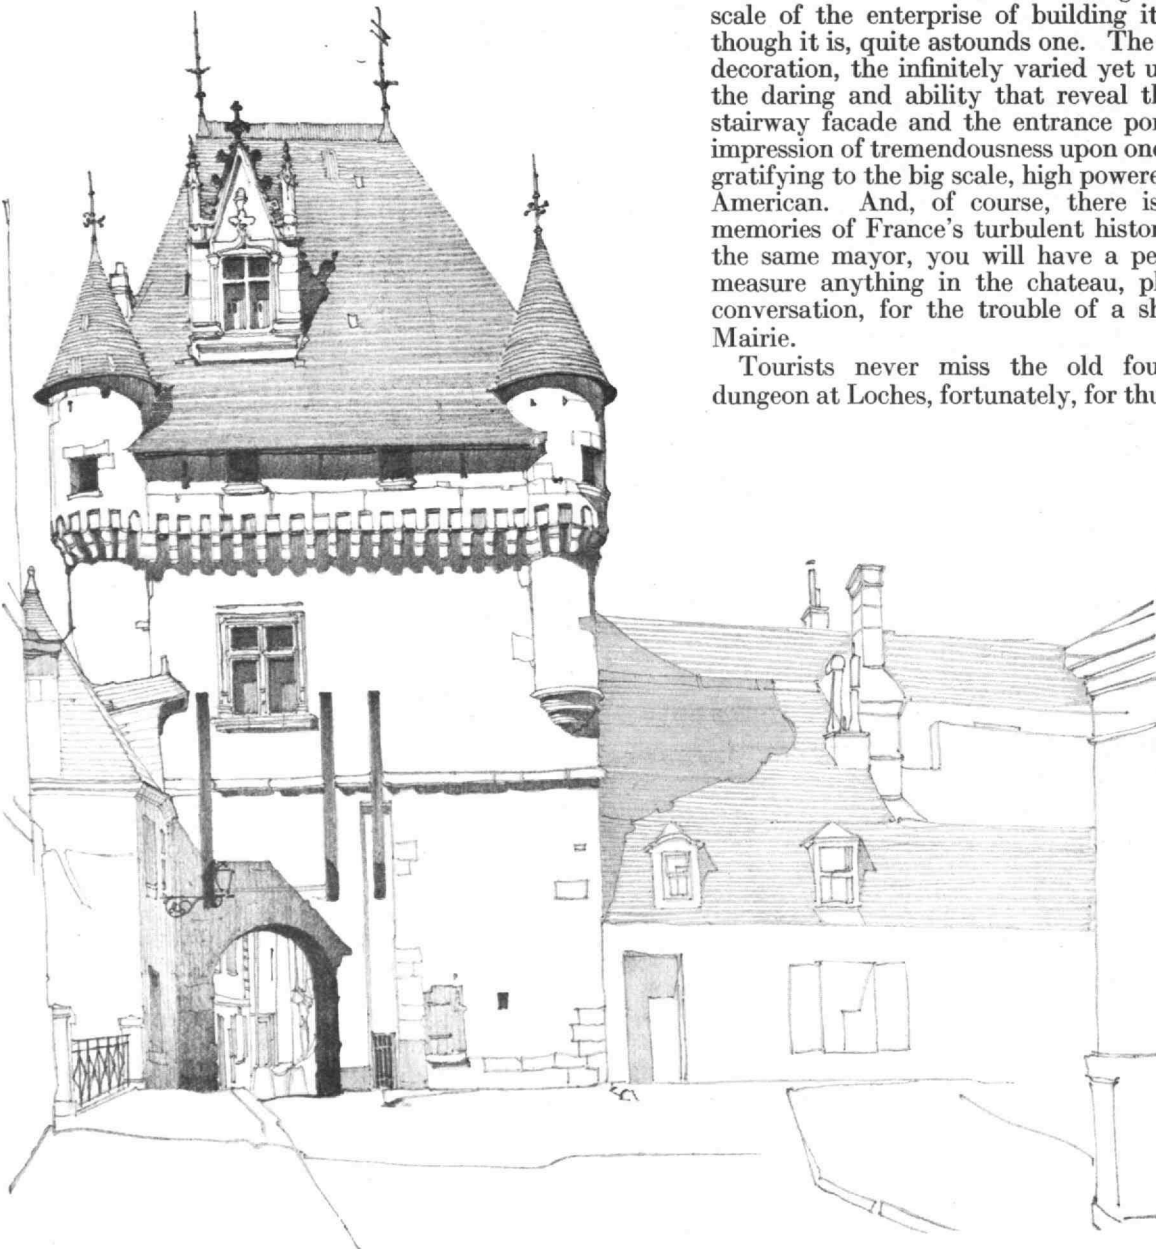 scale of the enterprise of building it
though it is, quite astounds one. The
decoration, the infinitely varied yet u
the daring and ability that reveal th
stairway facade and the entrance por
impression of tremendousness upon one
gratifying to the big scale, high powere
American. And, of course, there is
memories of France's turbulent histor
the same mayor, you will have a pe
measure anything in the chateau, pl
conversation, for the trouble of a sh
Mairie.
Tourists never miss the old fou
dungeon at Loches, fortunately, for thu